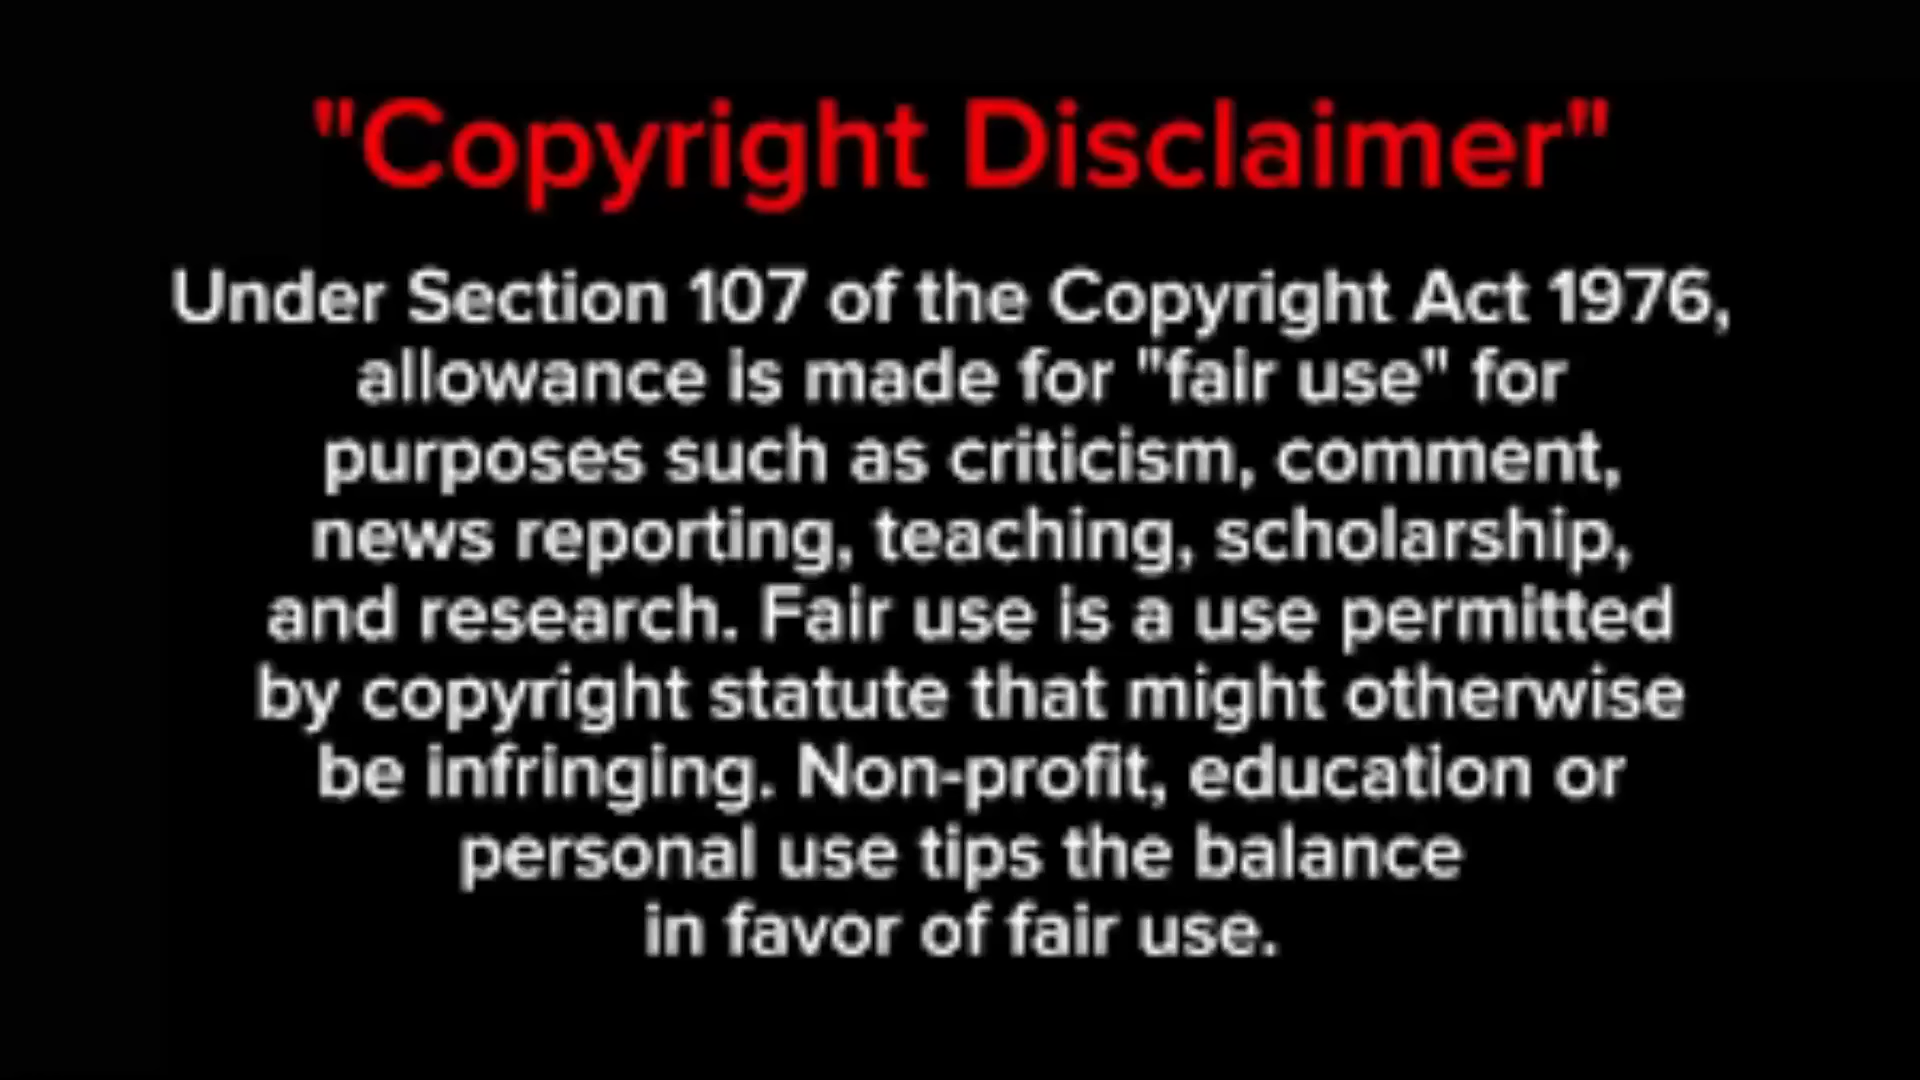 "Copyright Disclaimer"
Under Section 107 of the Copyright Act 1976,
allowance is made for "fair use" for
purposes such as criticism, comment,
news reporting, teaching, scholarship,
and research. Fair use is a use permitted
by copyright statute that might otherwise
be infringing. Non-profit, education or
personal use tips the balance
in favor of fair use.